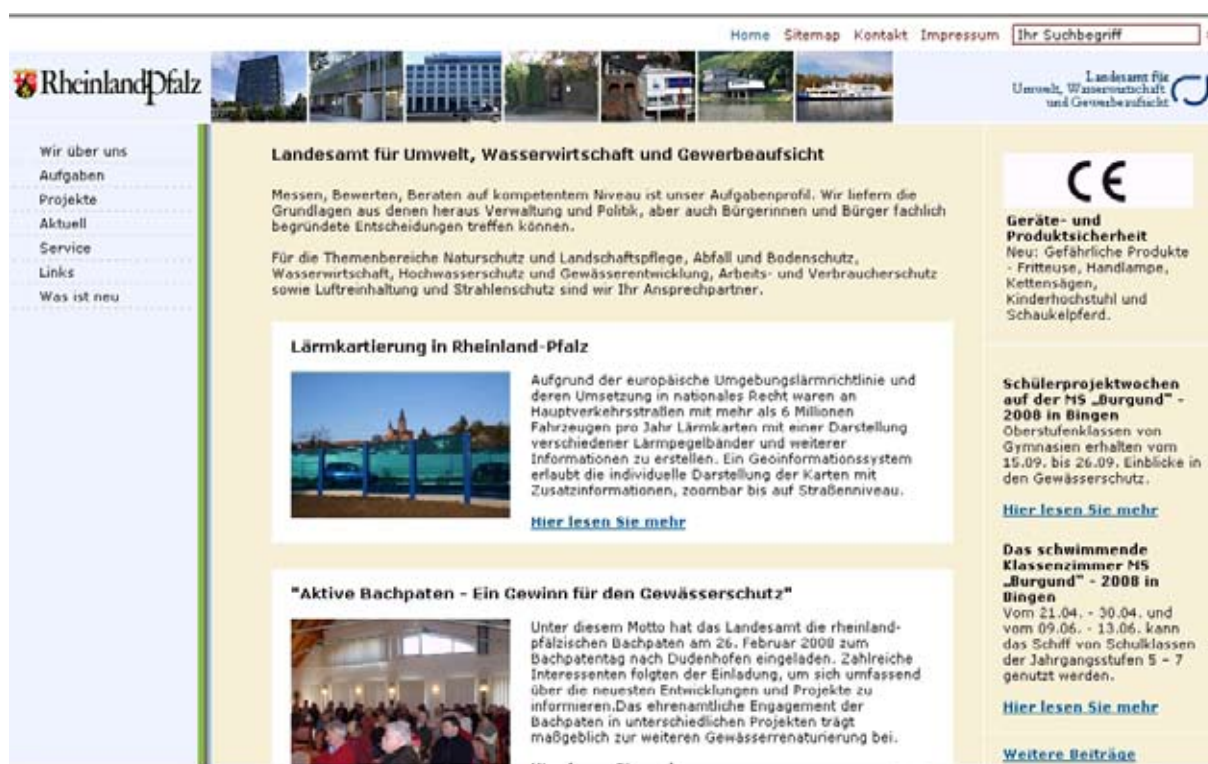 Home Sitemap Kontakt Impressum Ihr Suchbegriff
RheinlandPfalz
Landesamt für
Umwelt, Wasserwirtschaft
und Gewerbeaufsicht
Wir über uns
Aufgaben
Projekte
Aktuell
Service
Links
Was ist neu
Landesamt für Umwelt, Wasserwirtschaft und Gewerbeaufsicht
Messen, Bewerten, Beraten auf kompetentem Niveau ist unser Aufgabenprofil. Wir liefern die
Grundlagen aus denen heraus Verwaltung und Politik, aber auch Bürgerinnen und Bürger fachlich
begründete Entscheidungen treffen können.
Für die Themenbereiche Naturschutz und Landschaftspflege, Abfall und Bodenschutz,
Wasserwirtschaft, Hochwasserschutz und Gewässerentwicklung, Arbeits- und Verbraucherschutz
sowie Luftreinhaltung und Strahlenschutz sind wir Ihr Ansprechpartner.
Lärmkartierung in Rheinland-Pfalz
Aufgrund der europäische Umgebungslärmrichtlinie und
deren Umsetzung in nationales Recht waren an
Hauptverkehrsstraßen mit mehr als 6 Millionen
Fahrzeugen pro Jahr Lärmkarten mit einer Darstellung
verschiedener Lärmpegelbänder und weiterer
Informationen zu erstellen. Ein Geoinformationssystem
erlaubt die individuelle Darstellung der Karten mit
Zusatzinformationen, zoombar bis auf Straßenniveau.
Hier lesen Sie mehr
"Aktive Bachpaten - Ein Gewinn für den Gewässerschutz"
Unter diesem Motto hat das Landesamt die rheinland-
pfälzischen Bachpaten am 26. Februar 2008 zum
Bachpatentag nach Dudenhofen eingeladen. Zahlreiche
Interessenten folgten der Einladung, um sich umfassend
über die neuesten Entwicklungen und Projekte zu
informieren.Das ehrenamtliche Engagement der
Bachpaten in unterschiedlichen Projekten trägt
maßgeblich zur weiteren Gewässerrenaturierung bei.
CE
Geräte- und
Produktsicherheit
Neu: Gefährliche Produkte
- Fritteuse, Handlampe,
Kettensägen,
Kinderhochstuhl und
Schaukelpferd.
Schülerprojektwochen
auf der MS „Burgund" -
2008 in Bingen
Oberstufenklassen von
Gymnasien erhalten vom
15.09. bis 26.09. Einblicke in
den Gewässerschutz.
Hier lesen Sie mehr
Das schwimmende
Klassenzimmer MS
„Burgund" - 2008 in
Bingen
Vom 21.04. - 30.04. und
vom 09.06. - 13.06. kann
das Schiff von Schulklassen
der Jahrgangsstufen 5 - 7
genutzt werden.
Hier lesen Sie mehr
Weitere Beiträge